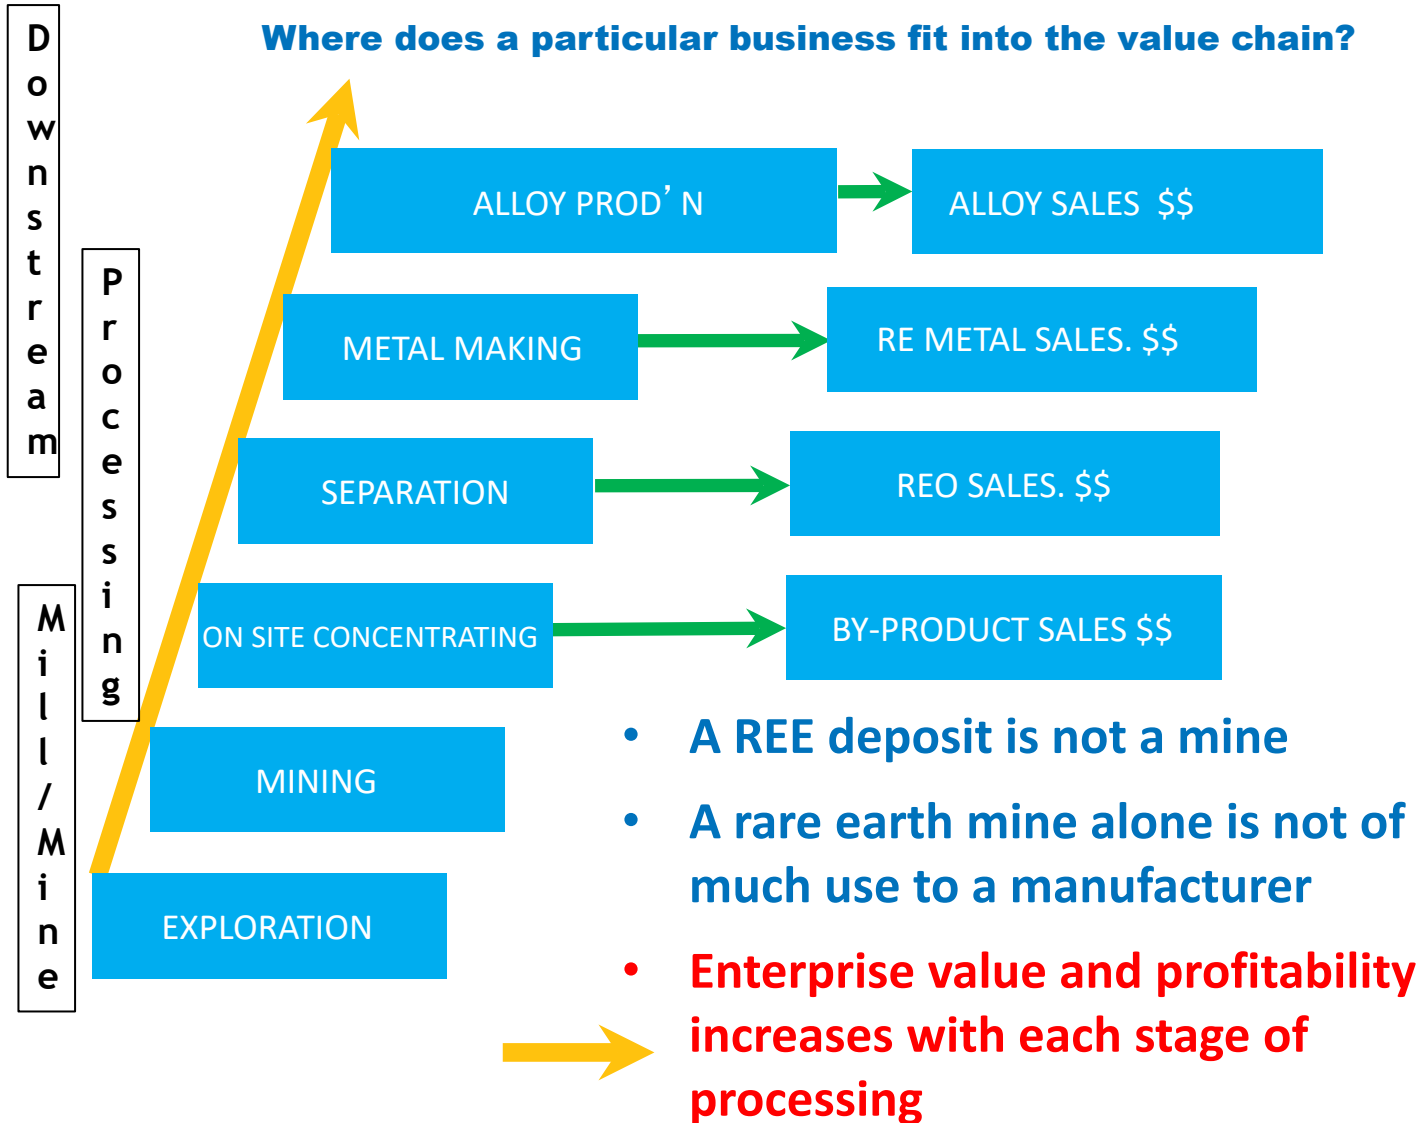 Where does a particular business fit into the value chain?
Downstream
Processing
Mill/Mine
ALLOY PROD’ N
ALLOY SALES $$
METAL MAKING
RE METAL SALES. $$
SEPARATION
REO SALES. $$
ON SITE CONCENTRATING
BY-PRODUCT SALES $$
MINING
EXPLORATION
• A REE deposit is not a mine
• A rare earth mine alone is not of
much use to a manufacturer
• Enterprise value and profitability
increases with each stage of
processing